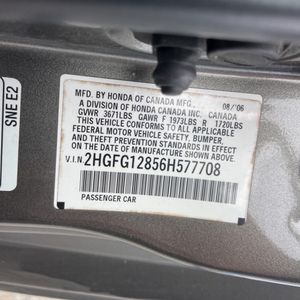 SNE E2
MFD. BY HONDA OF CANADA MFG., 08/'06
A DIVISION OF HONDA CANADA INC. CANADA
GVWR 3671LBS GAWR F 1973LBS R 1720LBS
THIS VEHICLE CONFORMS TO ALL APPLICABLE
FEDERAL MOTOR VEHICLE SAFETY, BUMPER,
AND THEFT PREVENTION STANDARDS IN
EFFECT ON THE DATE OF MANUFACTURE
SHOWN ABOVE.
V.I.N. 2HGFG12856H577708
PASSENGER CAR